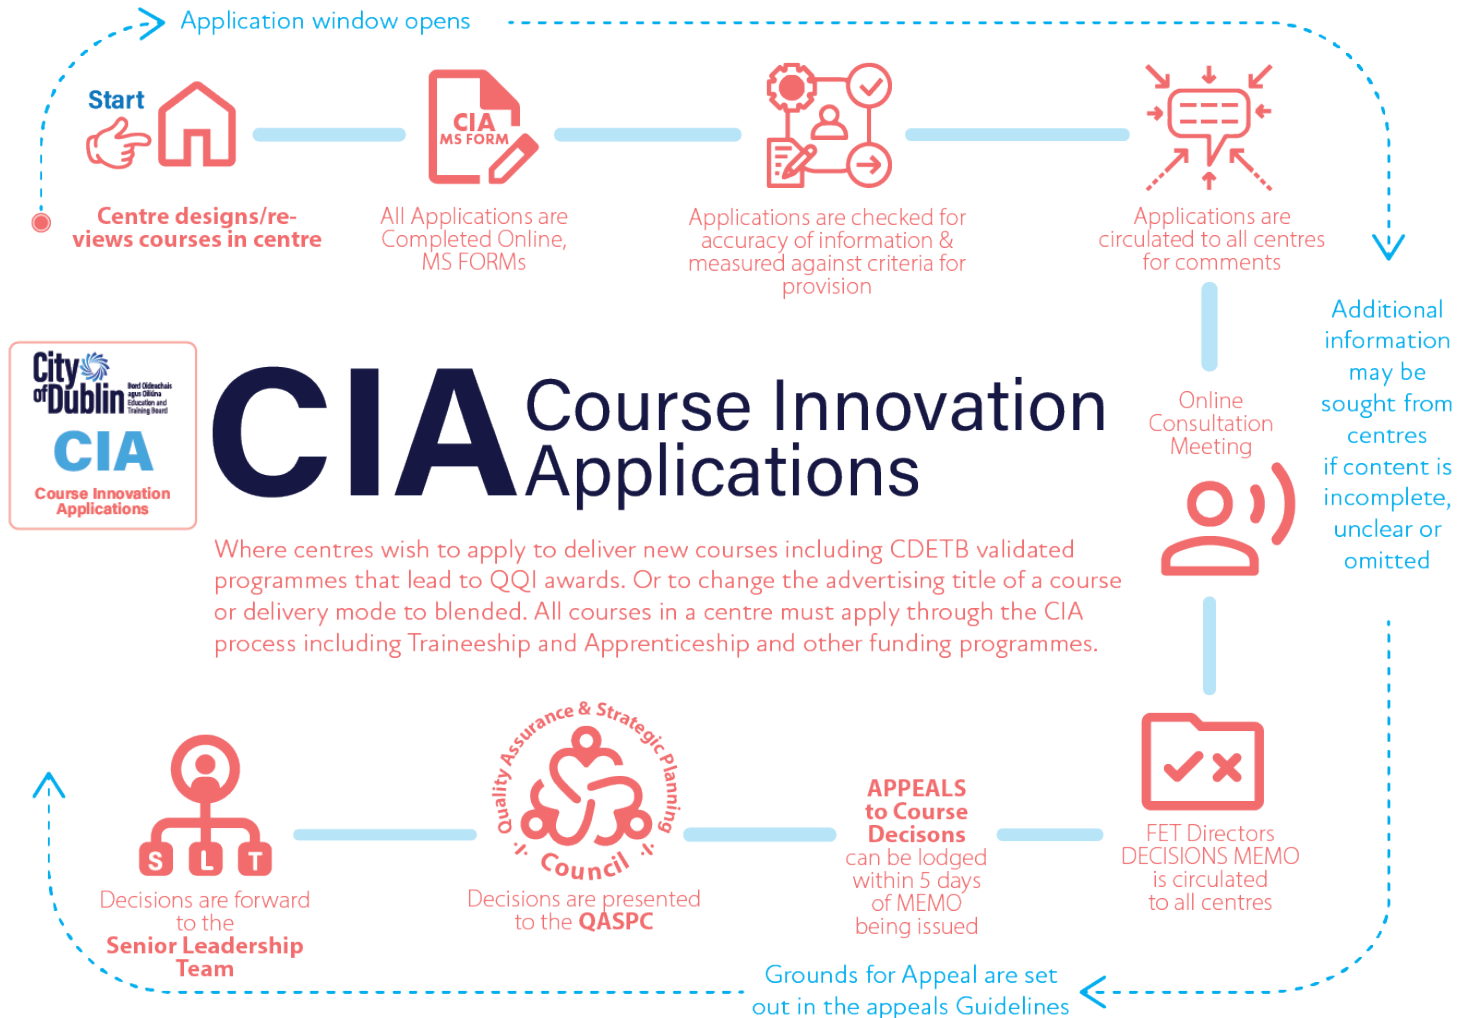 Application window opens
Start
CIA
MS FORM
Centre designs/re-
views courses in centre
All Applications are
Completed Online,
MS FORMs
Applications are checked for
accuracy of information &
measured against criteria for
provision
Applications are
circulated to all centres
for comments
Additional
information
may be
sought from
centres
if content is
incomplete,
unclear or
omitted
City
of Dublin
Bord Oideachais
agus Oiliúna
Education and
Training Board
CIA
Course Innovation
Applications
CIA Course Innovation
Applications
Online
Consultation
Meeting
Where centres wish to apply to deliver new courses including CDETB validated
programmes that lead to QQI awards. Or to change the advertising title of a course
or delivery mode to blended. All courses in a centre must apply through the CIA
process including Traineeship and Apprenticeship and other funding programmes.
FET Directors
DECISIONS MEMO
is circulated
to all centres
APPEALS
to Course
Decisons
can be lodged
within 5 days
of MEMO
being issued
Quality Assurance & Strategic Planning
Council
Decisions are presented
to the QASPC
S L T
Decisions are forward
to the
Senior Leadership
Team
Grounds for Appeal are set
out in the appeals Guidelines